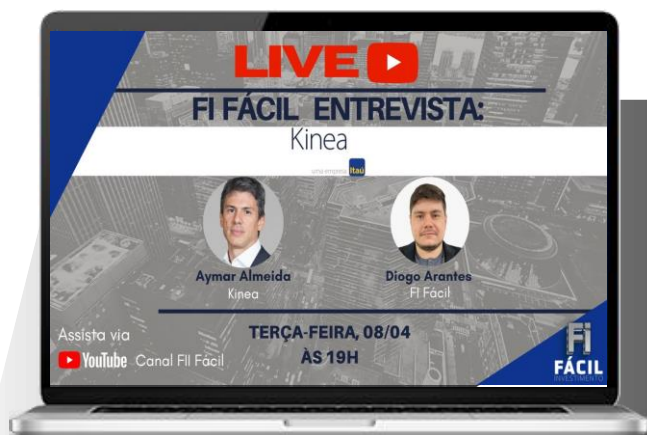 LIVE
FI FÁCIL ENTREVISTA:
Kinea
uma empresa Itaú
Aymar Almeida
Kinea
Diogo Arantes
FI Fácil
Assista via
YouTube Canal FII Fácil
TERÇA-FEIRA, 08/04
ÀS 19H
Fi
FÁCIL
INVESTIMENTO